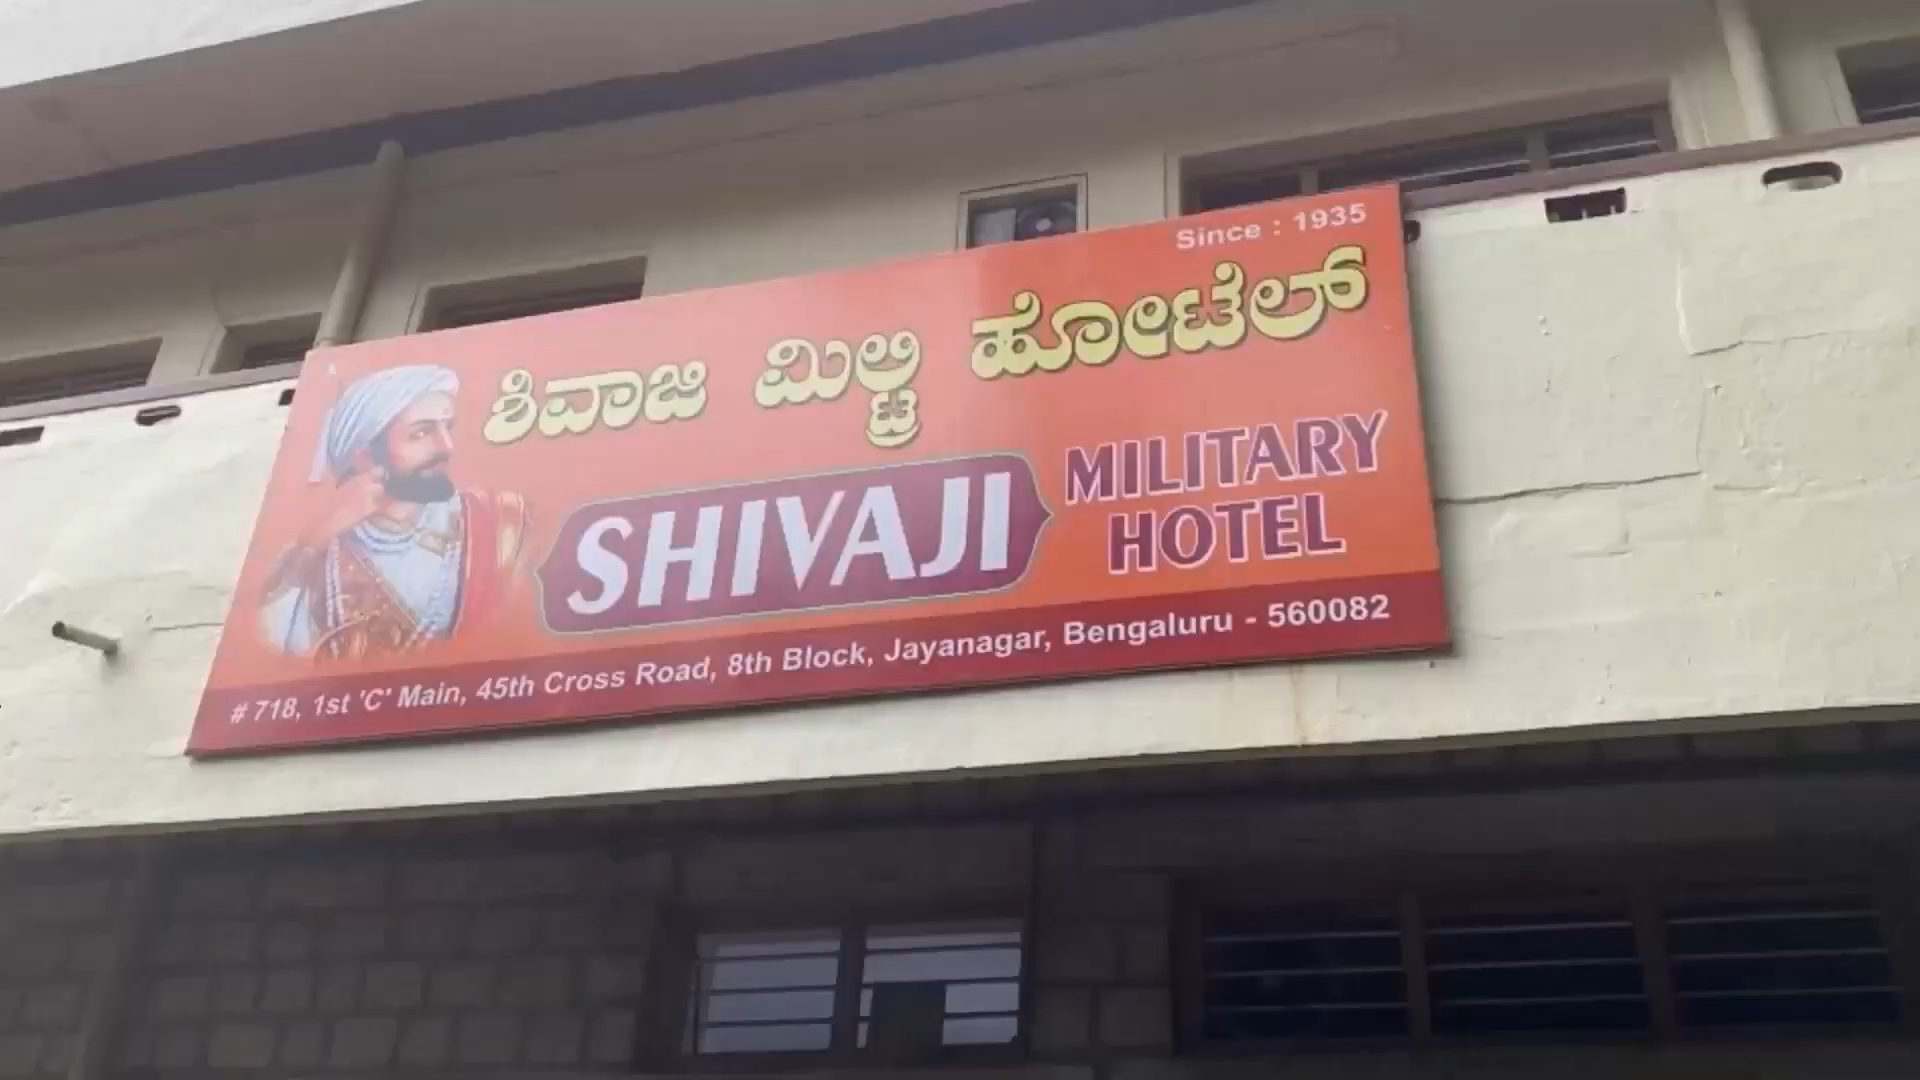 Since : 1935
ಶಿವಾಜಿ ಮಿಲ್ಟ್ರಿ ಹೋಟೆಲ್
SHIVAJI
MILITARY
HOTEL
# 718, 1st 'C' Main, 45th Cross Road, 8th Block, Jayanagar, Bengaluru - 560082